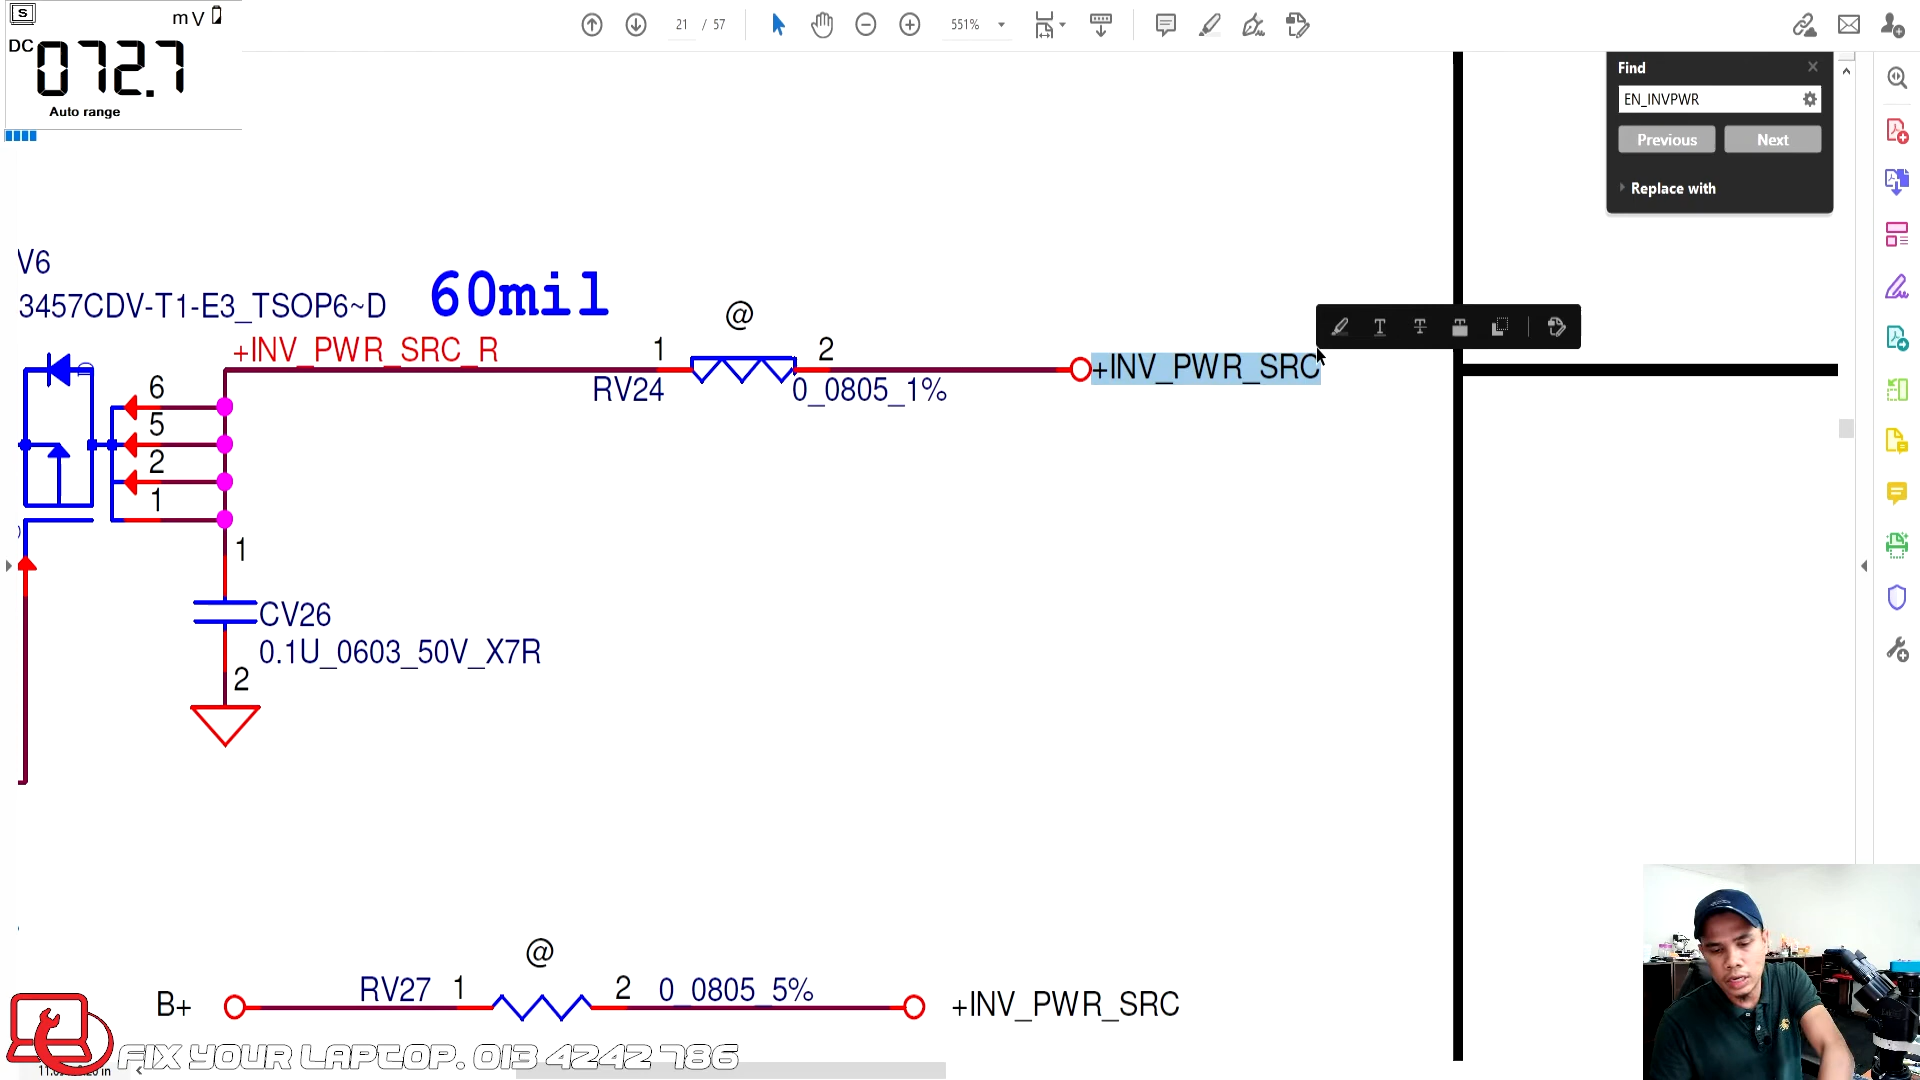 S
mV
DC 072.7
Auto range
21 / 57
551%
Find
EN_INVPWR
Previous Next
Replace with
V6
3457CDV-T1-E3_TSOP6~D
60mil
@
+INV_PWR_SRC_R
1 2
+INV_PWR_SRC
RV24 0_0805_1%
6
5
2
1
1
CV26
0.1U_0603_50V_X7R
2
@
RV27 1 2 0_0805_5%
B+ +INV_PWR_SRC
FIX YOUR LAPTOP. 013 4242 786